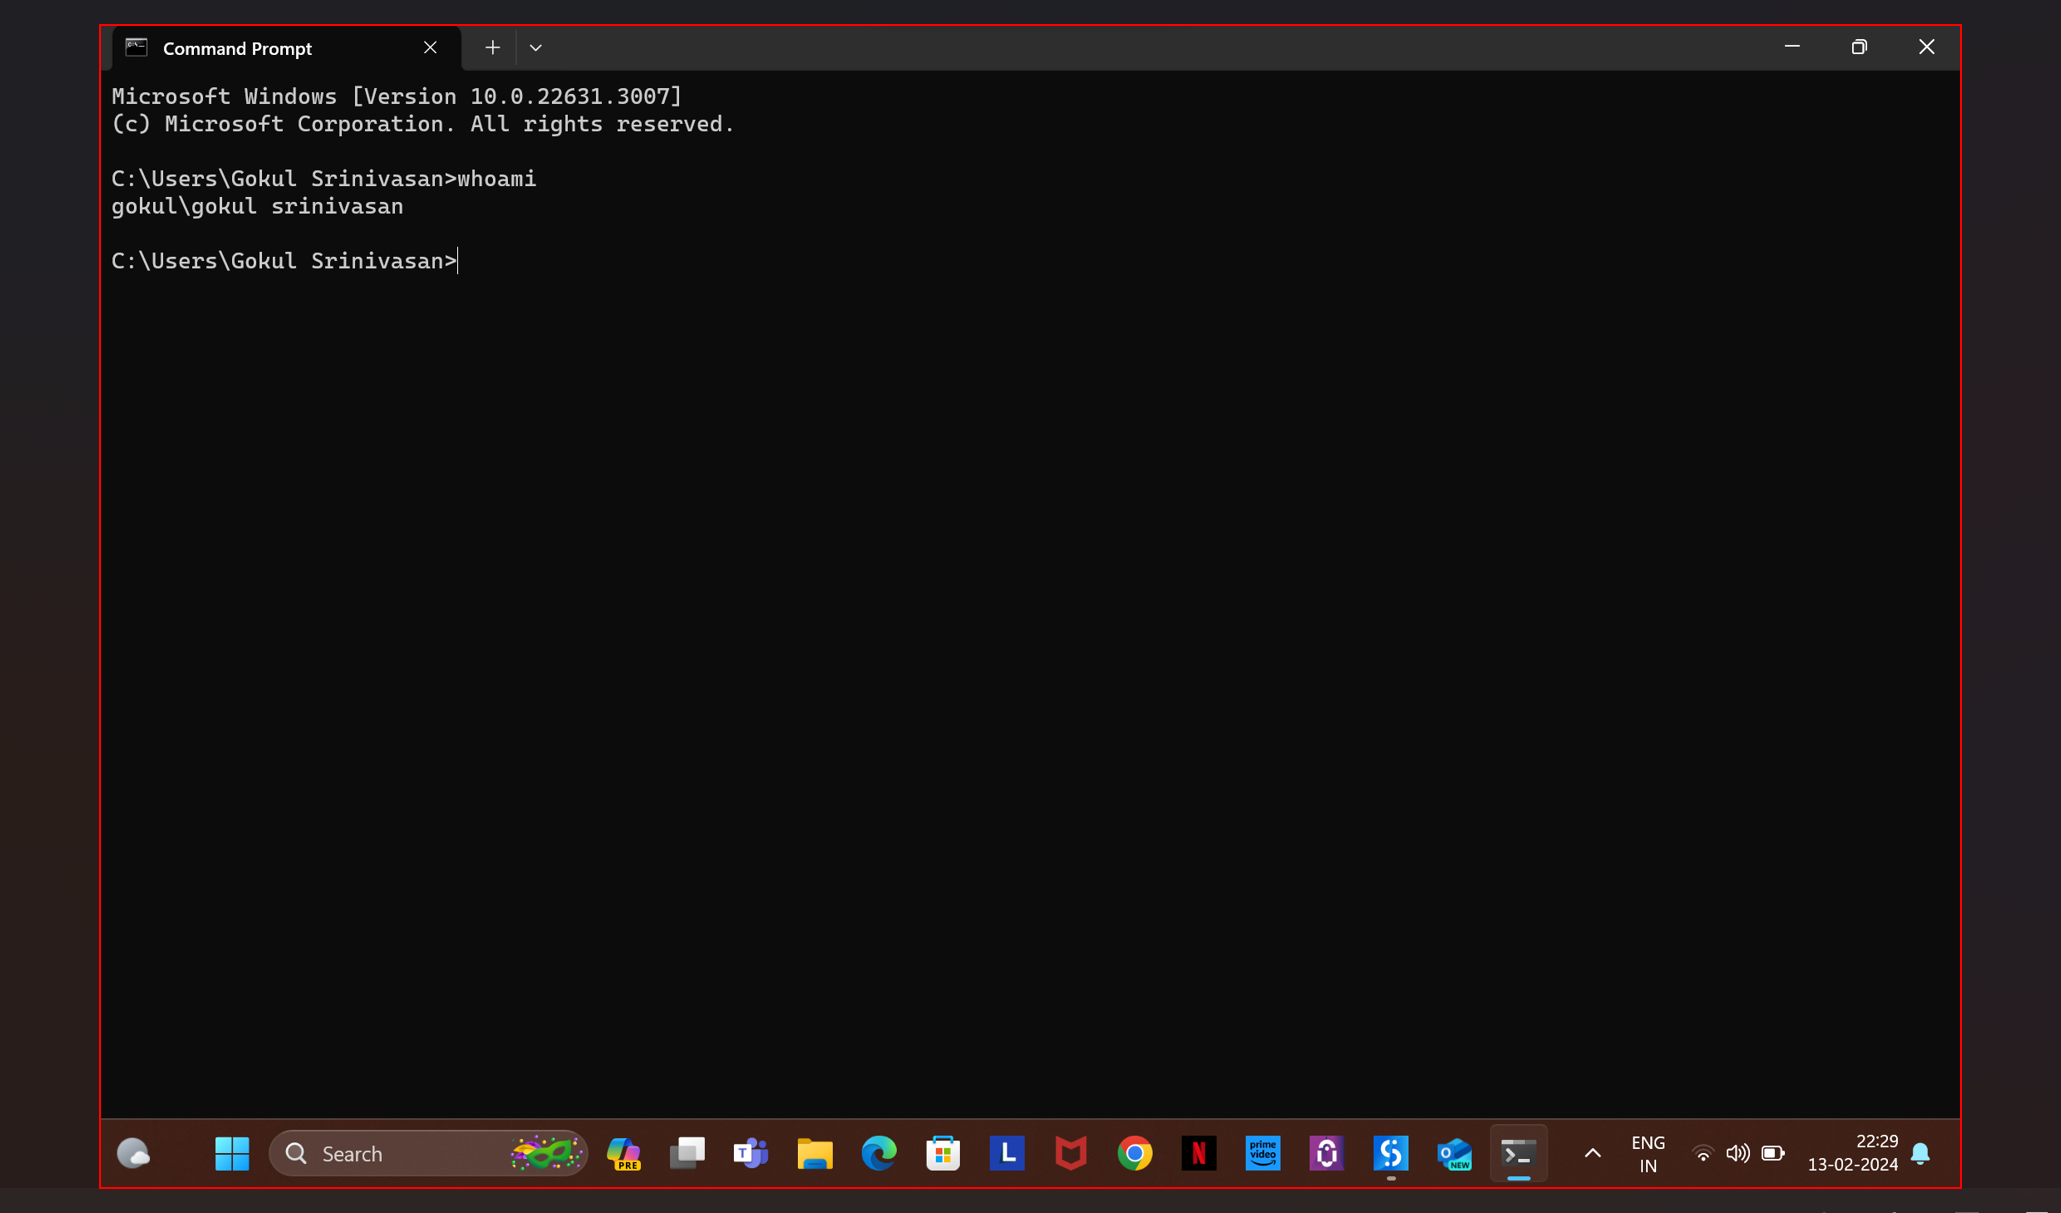 Command Prompt
Microsoft Windows [Version 10.0.22631.3007]
(c) Microsoft Corporation. All rights reserved.
C:\Users\Gokul Srinivasan>whoami
gokul\gokul srinivasan
C:\Users\Gokul Srinivasan>
Search
PRE
T
L
N
prime video
O
NEW
ENG
IN
22:29
13-02-2024